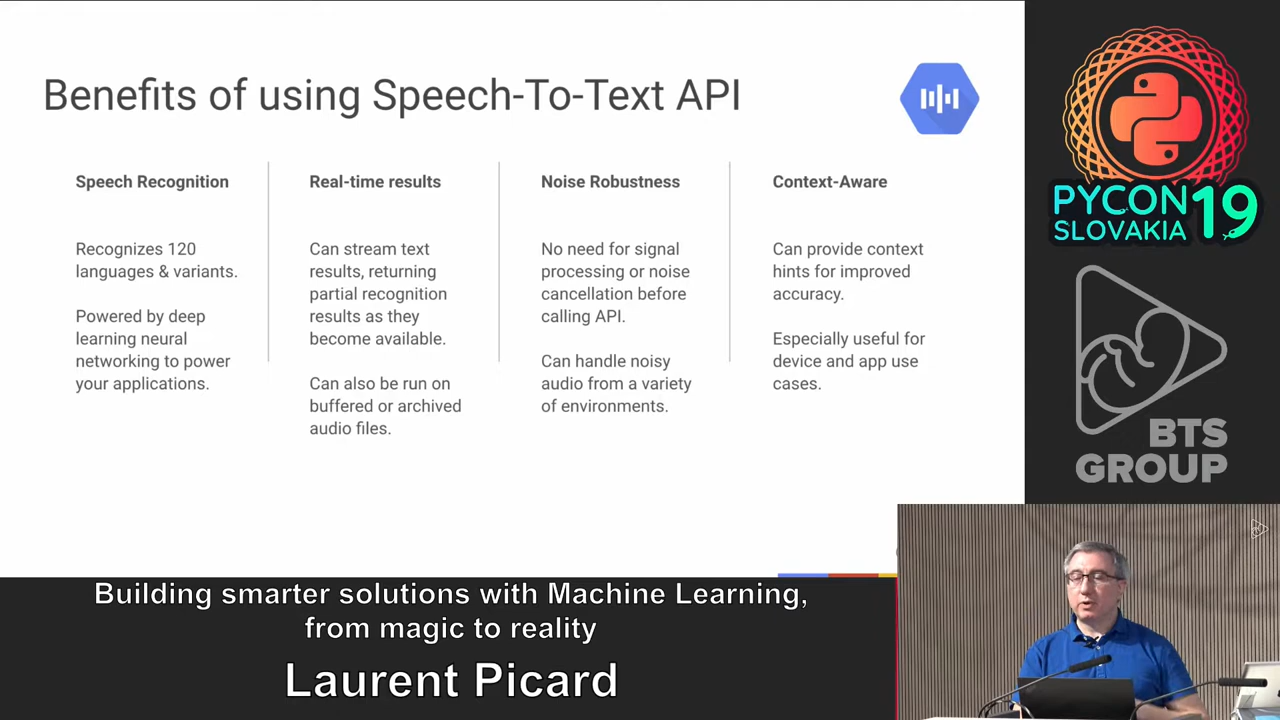 Benefits of using Speech-To-Text API
Speech Recognition
Recognizes 120
languages & variants.
Powered by deep
learning neural
networking to power
your applications.
Real-time results
Can stream text
results, returning
partial recognition
results as they
become available.
Can also be run on
buffered or archived
audio files.
Noise Robustness
No need for signal
processing or noise
cancellation before
calling API.
Can handle noisy
audio from a variety
of environments.
Context-Aware
Can provide context
hints for improved
accuracy.
Especially useful for
device and app use
cases.
PYCON 19
SLOVAKIA
BTS
GROUP
Building smarter solutions with Machine Learning,
from magic to reality
Laurent Picard